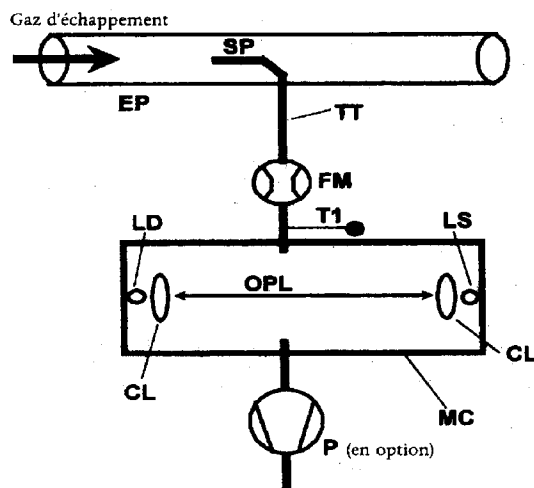 Gaz d'échappement
SP
EP
TT
FM
T1
LD
LS
OPL
CL
CL
MC
P (en option)